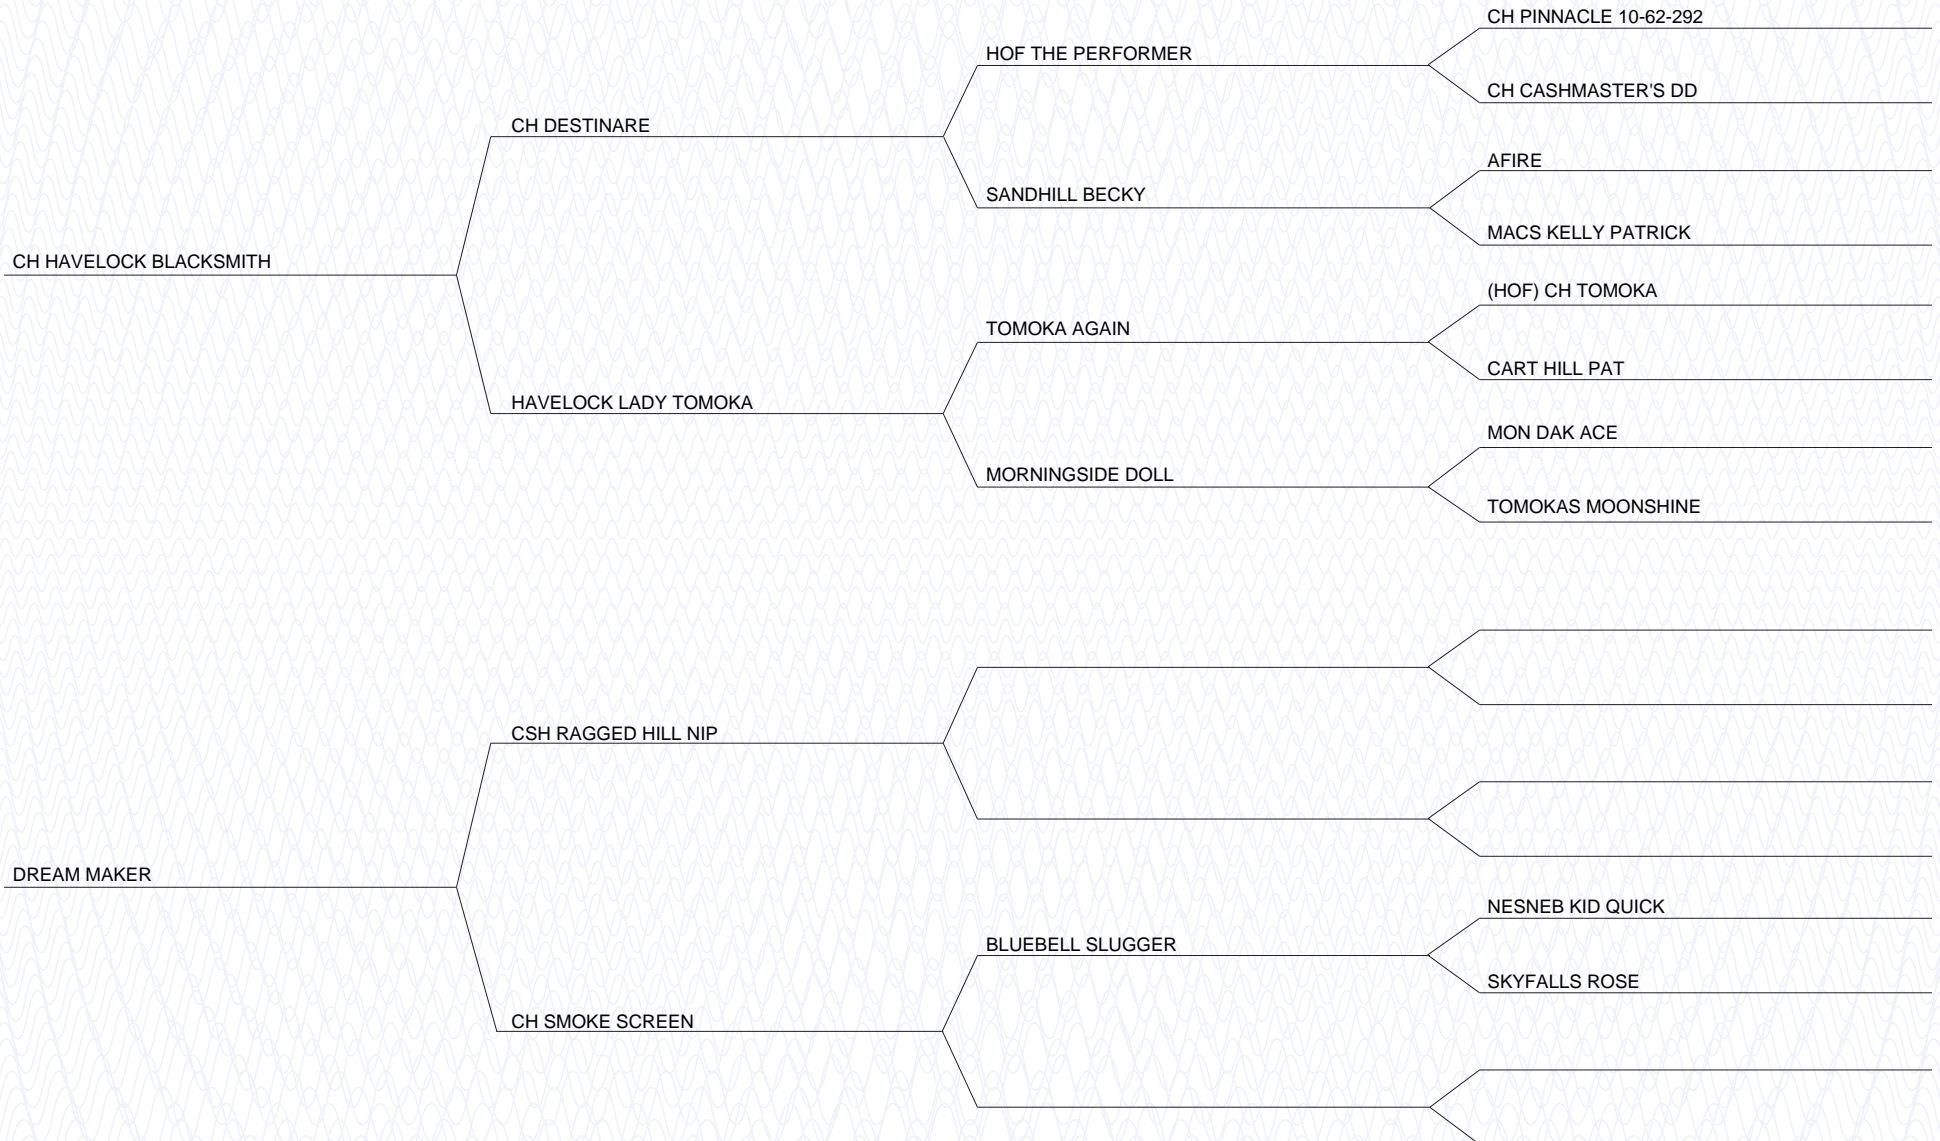 CH PINNACLE 10-62-292
HOF THE PERFORMER
CH CASHMASTER'S DD
CH DESTINARE
AFIRE
SANDHILL BECKY
MACS KELLY PATRICK
CH HAVELOCK BLACKSMITH
(HOF) CH TOMOKA
TOMOKA AGAIN
CART HILL PAT
HAVELOCK LADY TOMOKA
MON DAK ACE
MORNINGSIDE DOLL
TOMOKAS MOONSHINE
CSH RAGGED HILL NIP
DREAM MAKER
NESNEB KID QUICK
BLUEBELL SLUGGER
SKYFALLS ROSE
CH SMOKE SCREEN